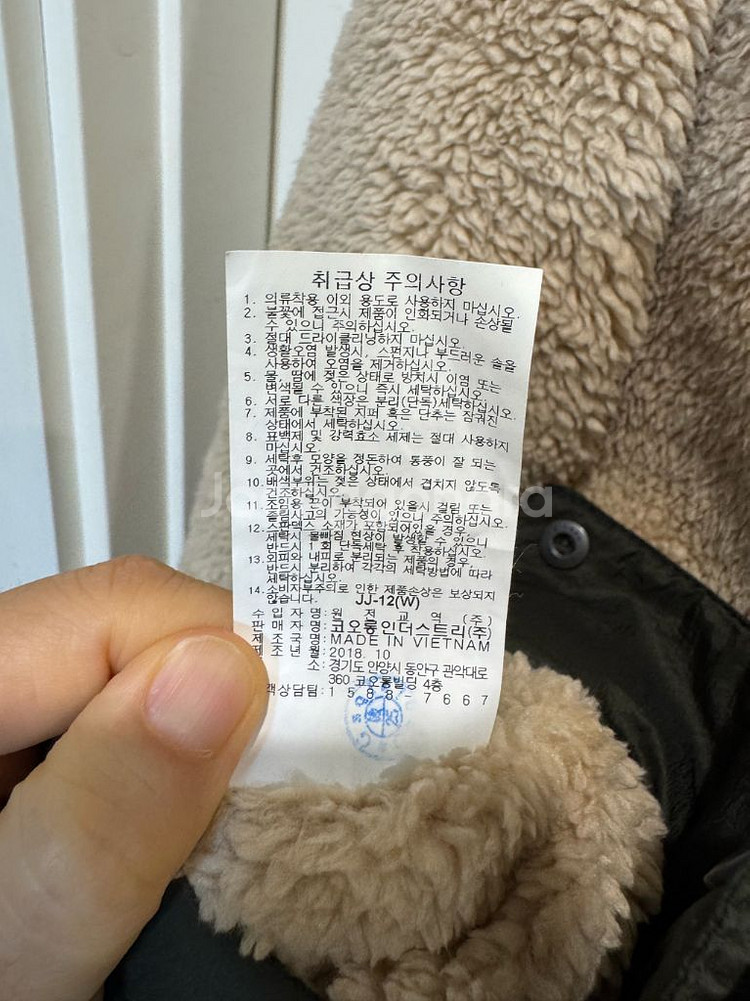 취급상 주의사항
1. 의류착용 이외 용도로 사용하지 마십시오.
2. 불꽃에 접근시 제품이 인화되거나 손상될
수 있으니 주의하십시오.
3. 절대 드라이클리닝하지 마십시오.
4. 생활오염 발생시, 스펀지나 부드러운 솔을
사용하여 오염을 제거하십시오.
5. 물, 땀에 젖은 상태로 방치시 이염 또는
변색될 수 있으니 즉시 세탁하십시오.
6. 서로 다른 색상은 분리(단독)세탁하십시오.
7. 제품에 부착된 지퍼 혹은 단추는 잠궈진
상태에서 세탁하십시오.
8. 표백제 및 강력효소 세제는 절대 사용하지
마십시오.
9. 세탁후 모양을 정돈하여 통풍이 잘 되는
곳에서 건조하십시오.
10. 배색부위는 젖은 상태에서 겹치지 않도록
건조하십시오.
11. 조임용 끈이 부착되어 있을시 걸림 또는
졸림사고의 가능성이 있으니 주의하십시오.
12. 스판덱스 소재가 포함되어있을 경우,
세탁시 물빠짐 현상이 발생할 수 있으니
반드시 1회 단독세탁 후 착용하십시오.
13. 외피와 내피로 분리되는 제품의 경우,
반드시 분리하여 각각의 세탁방법에 따라
세탁하십시오.
14. 소비자부주의로 인한 제품손상은 보상되지
않습니다.
JJ-12(W)
수 입 자 명: 원 전 교 역 (주)
판 매 자 명: 코오롱인더스트리(주)
제 조 국 명: MADE IN VIETNAM
제 조 년 월: 2018. 10
소: 경기도 안양시 동안구 관악대로
360 코오롱빌딩 4층
객상담팀: 1 5 8 8 - 7 6 6 7